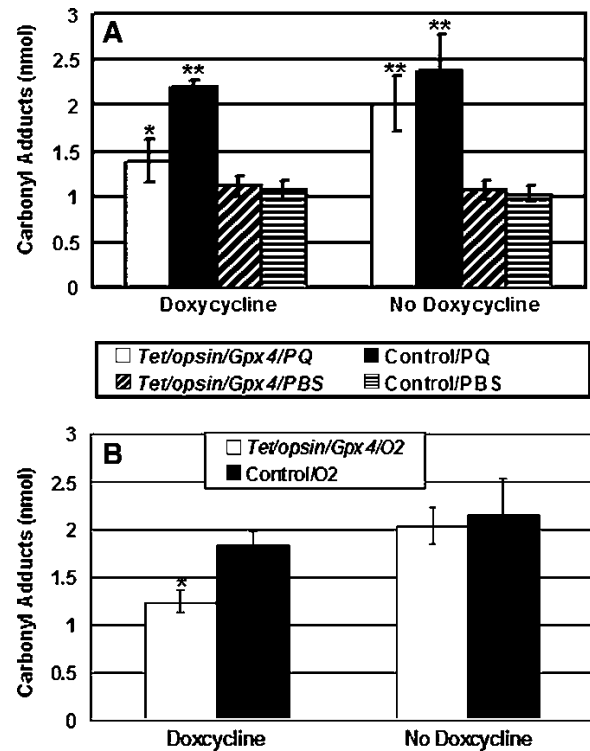 A
Carbonyl Adducts (nmol)
3
2.5
2
1.5
1
0.5
0
*
**
**
**
Doxycycline
No Doxycycline
Tet/opsin/Gpx4/PQ
Control/PQ
Tet/opsin/Gpx4/PBS
Control/PBS
B
Carbonyl Adducts (nmol)
3
2.5
2
1.5
1
0.5
0
Tet/opsin/Gpx4/O2
Control/O2
*
Doxcycline
No Doxcycline